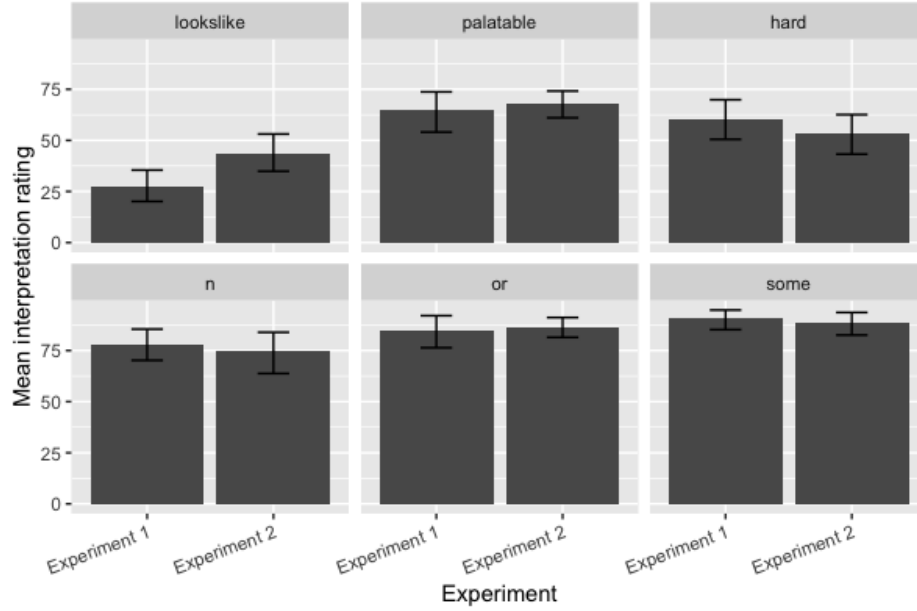 lookslike palatable hard
75
50
25
0
n or some
75
50
25
0
Mean interpretation rating
Experiment 1 Experiment 2 Experiment 1 Experiment 2 Experiment 1 Experiment 2
Experiment